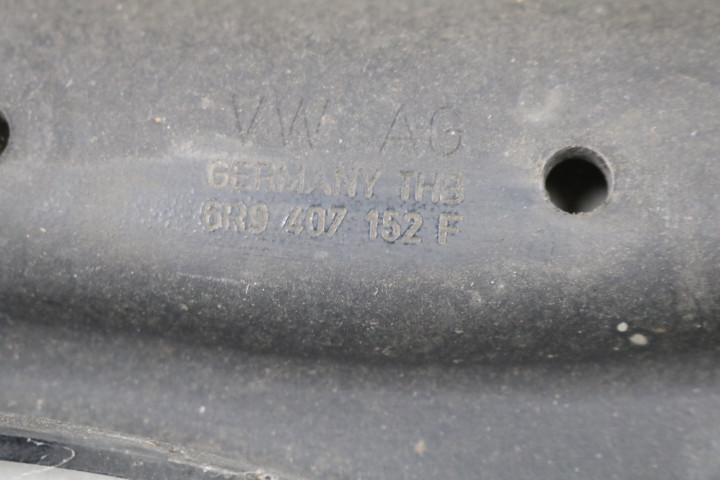 VW AG
GERMANY THB
6R9 407 152 F